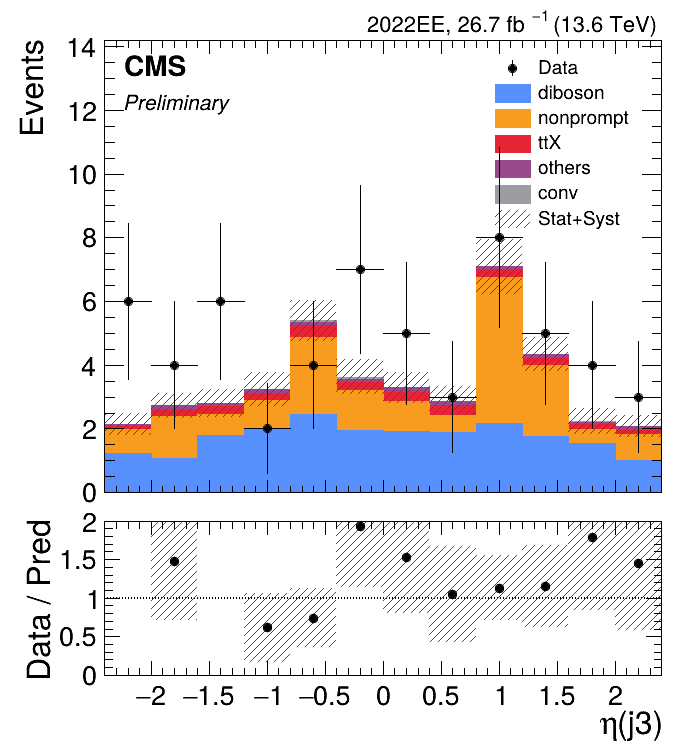 2022EE, 26.7 fb⁻¹ (13.6 TeV)
Events
14
12
10
8
6
4
2
0
CMS
Preliminary
Data
diboson
nonprompt
ttX
others
conv
Stat+Syst
Data / Pred
2
1.5
1
0.5
0
−2 −1.5 −1 −0.5 0 0.5 1 1.5 2
η(j3)